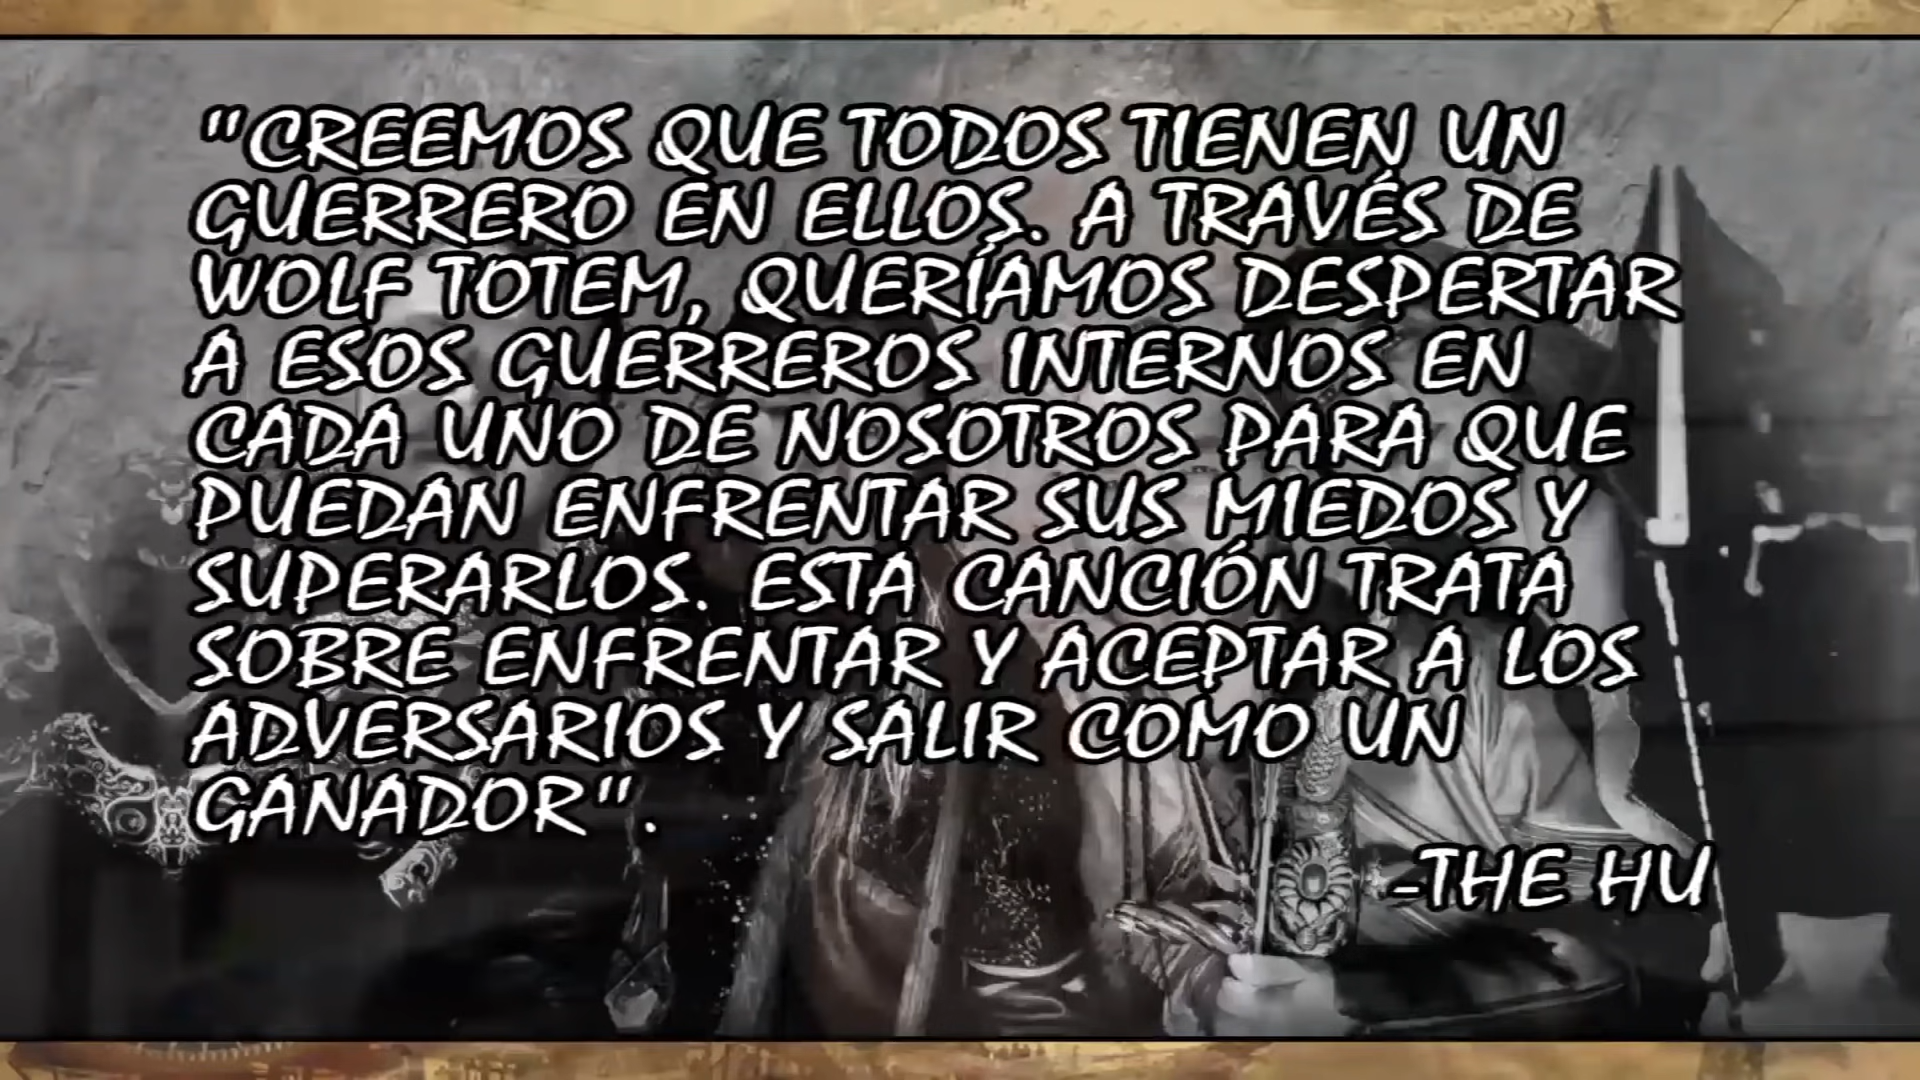 "CREEMOS QUE TODOS TIENEN UN
GUERRERO EN ELLOS. A TRAVÉS DE
WOLF TOTEM, QUERÍAMOS DESPERTAR
A ESOS GUERREROS INTERNOS EN
CADA UNO DE NOSOTROS PARA QUE
PUEDAN ENFRENTAR SUS MIEDOS Y
SUPERARLOS. ESTA CANCIÓN TRATA
SOBRE ENFRENTAR Y ACEPTAR A LOS
ADVERSARIOS Y SALIR COMO UN
GANADOR".
-THE HU